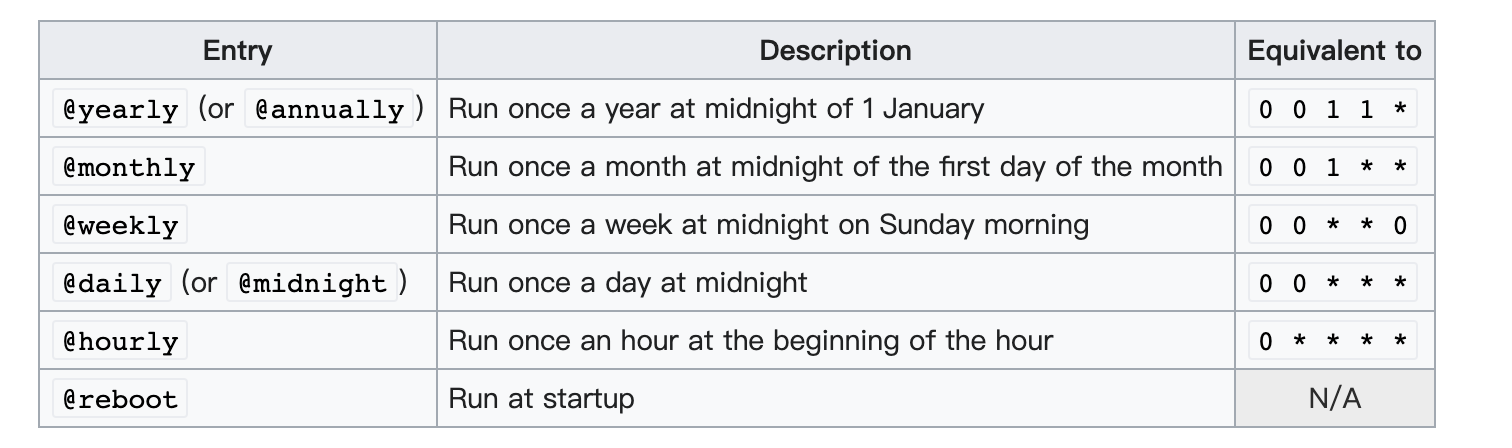 Entry Description Equivalent to
@yearly (or @annually) Run once a year at midnight of 1 January 0 0 1 1 *
@monthly Run once a month at midnight of the first day of the month 0 0 1 * *
@weekly Run once a week at midnight on Sunday morning 0 0 * * 0
@daily (or @midnight) Run once a day at midnight 0 0 * * *
@hourly Run once an hour at the beginning of the hour 0 * * * *
@reboot Run at startup N/A